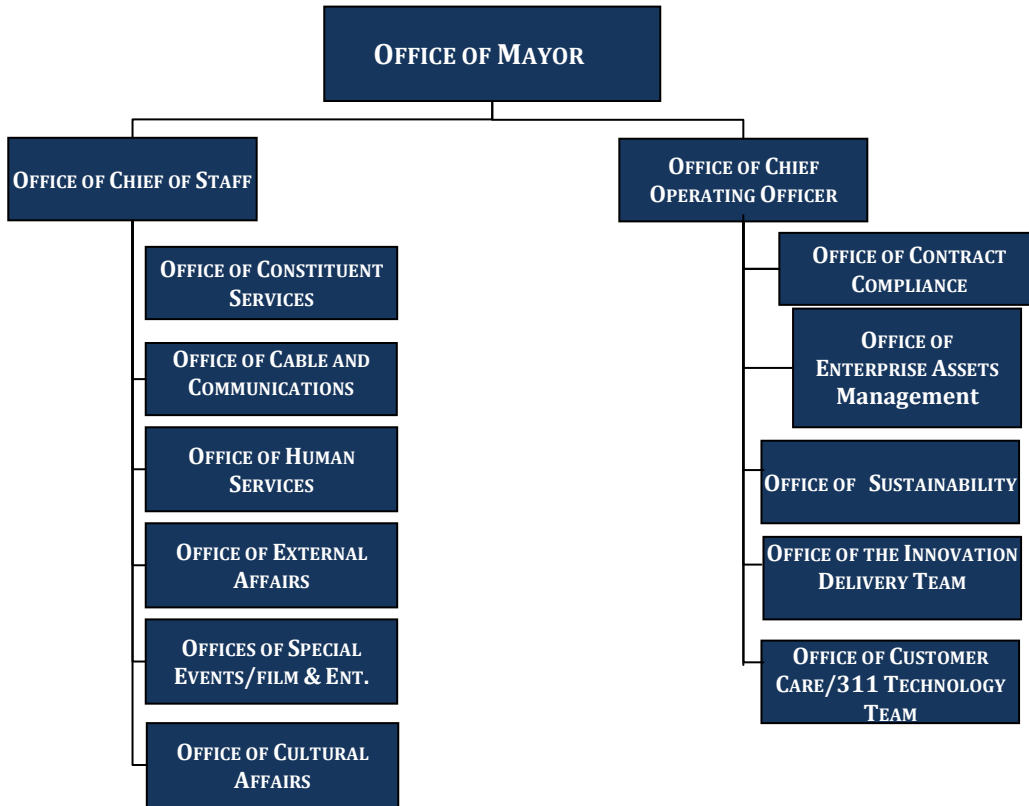 OFFICE OF MAYOR
OFFICE OF CHIEF OF STAFF
OFFICE OF CONSTITUENT
SERVICES
OFFICE OF CABLE AND
COMMUNICATIONS
OFFICE OF HUMAN
SERVICES
OFFICE OF EXTERNAL
AFFAIRS
OFFICES OF SPECIAL
EVENTS/FILM & ENT.
OFFICE OF CULTURAL
AFFAIRS
OFFICE OF CHIEF
OPERATING OFFICER
OFFICE OF CONTRACT
COMPLIANCE
OFFICE OF
ENTERPRISE ASSETS
Management
OFFICE OF SUSTAINABILITY
OFFICE OF THE INNOVATION
DELIVERY TEAM
OFFICE OF CUSTOMER
CARE/311 TECHNOLOGY
TEAM